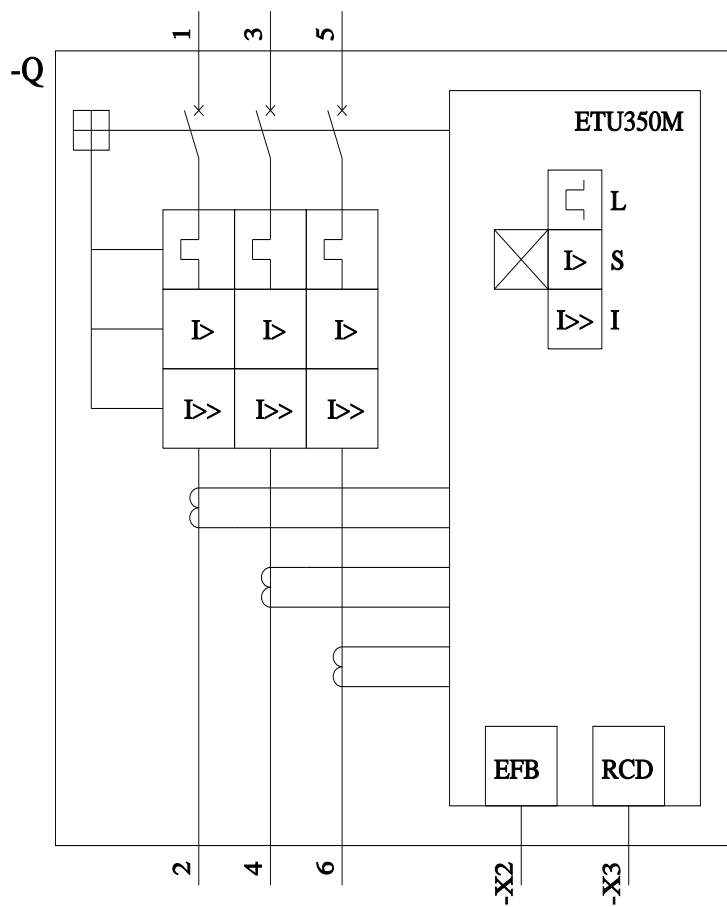 1 3 5
-Q
ETU350M
L
I> S
I>> I
I> I> I>
I>> I>> I>>
EFB RCD
2 4 6 -X2 -X3